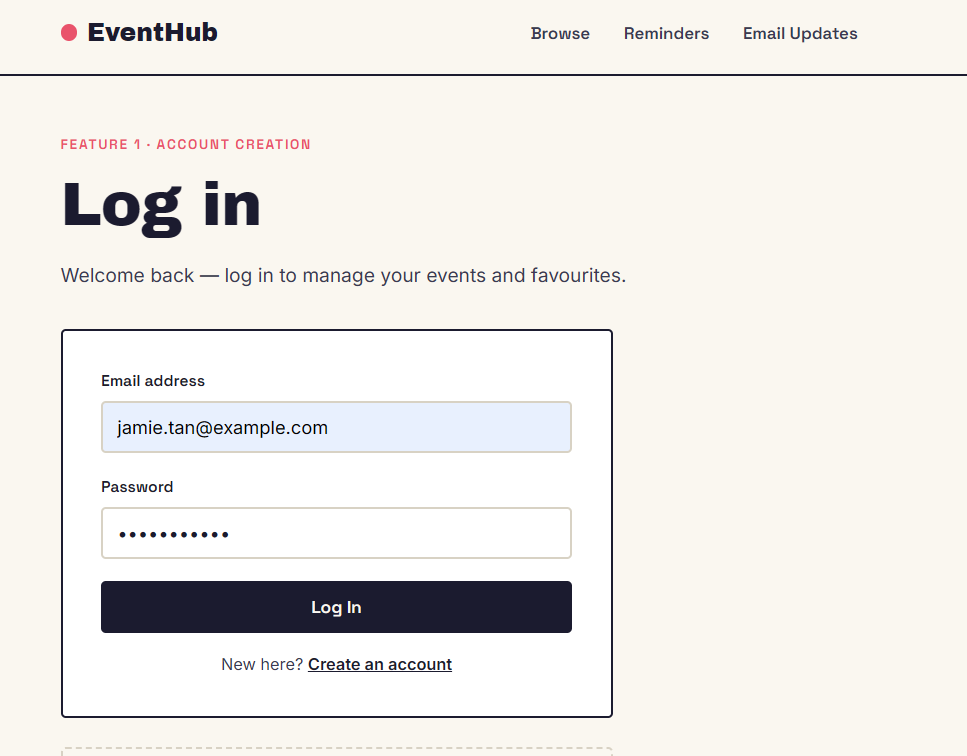 EventHub
Browse Reminders Email Updates
FEATURE 1 · ACCOUNT CREATION
Log in
Welcome back — log in to manage your events and favourites.
Email address
jamie.tan@example.com
Password
•••••••••••
Log In
New here? Create an account